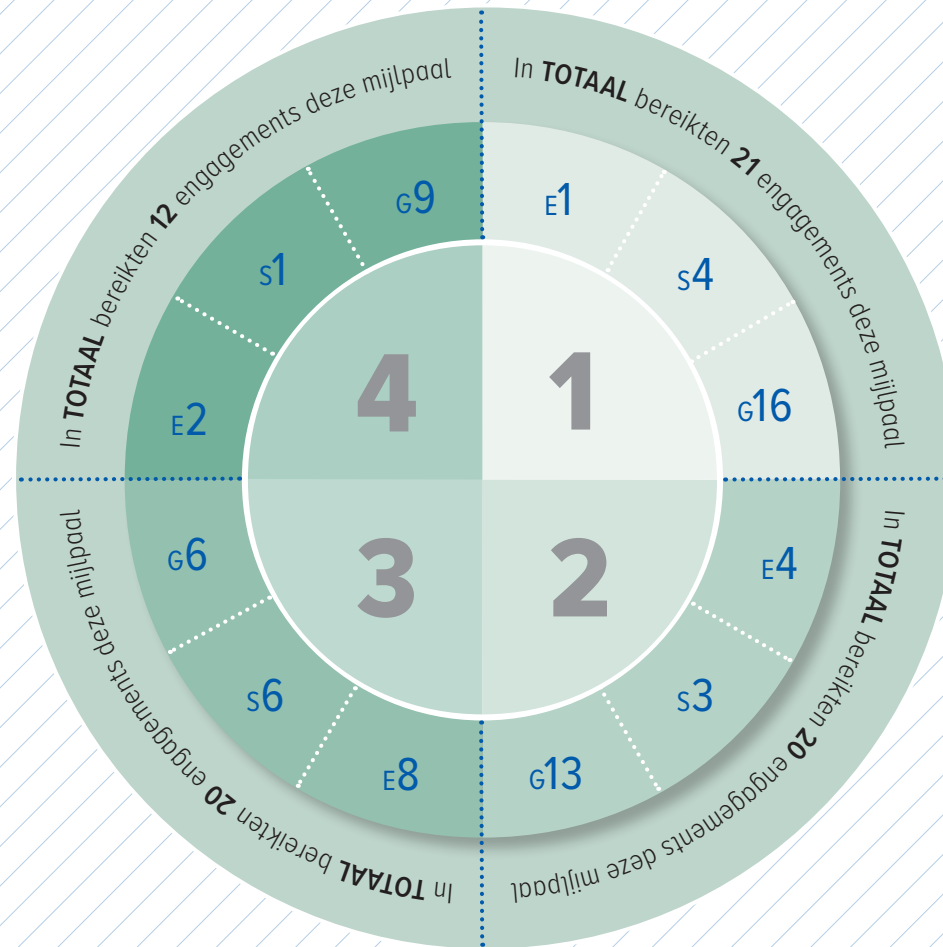 In TOTAAL bereikten 21 engagements deze mijlpaal
E1
S4
G16
1
In TOTAAL bereikten 20 engagements deze mijlpaal
E4
S3
G13
2
In TOTAAL bereikten 20 engagements deze mijlpaal
E8
S6
G6
3
In TOTAAL bereikten 12 engagements deze mijlpaal
E2
S1
G9
4